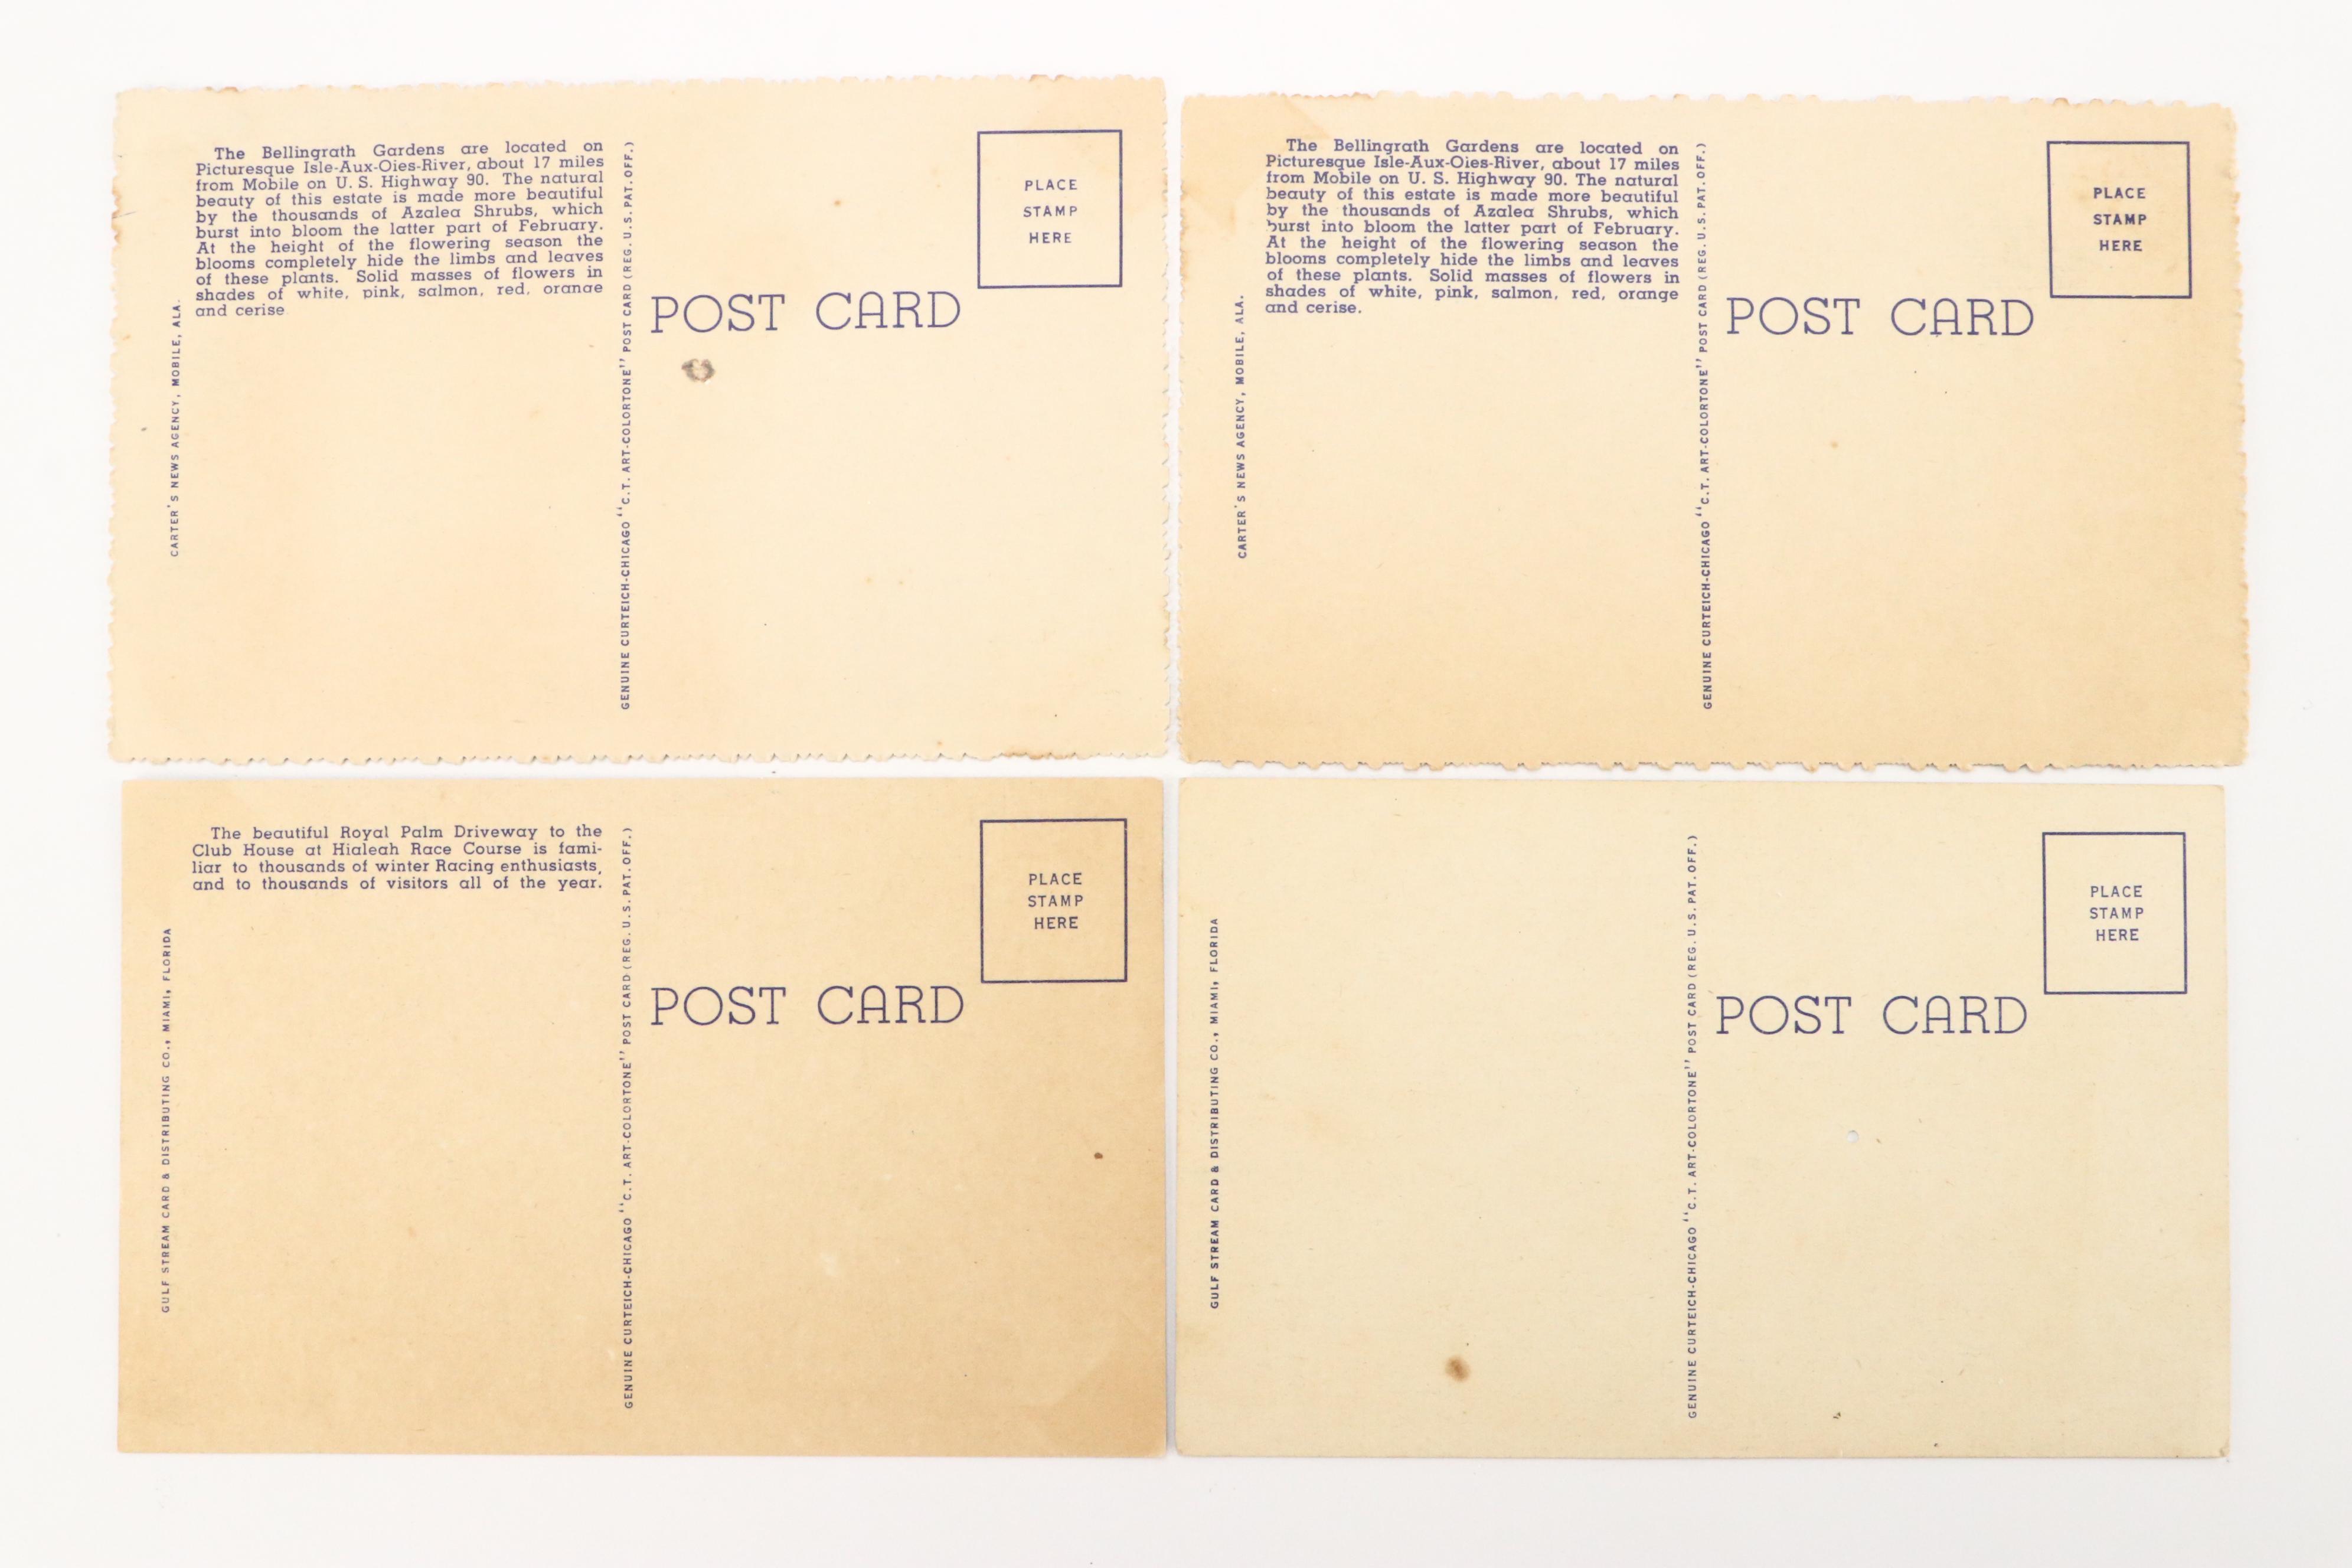 The Bellingrath Gardens are located on
Picturesque Isle-Aux-Oies-River, about 17 miles
from Mobile on U. S. Highway 90. The natural
beauty of this estate is made more beautiful
by the thousands of Azalea Shrubs, which
burst into bloom the latter part of February.
At the height of the flowering season the
blooms completely hide the limbs and leaves
of these plants. Solid masses of flowers in
shades of white, pink, salmon, red, orange
and cerise
CARTER'S NEWS AGENCY, MOBILE, ALA.
GENUINE CURTEICH-CHICAGO "C.T. ART-COLORTONE" POST CARD (REG. U.S. PAT. OFF.)
POST CARD
PLACE
STAMP
HERE
The Bellingrath Gardens are located on
Picturesque Isle-Aux-Oies-River, about 17 miles
from Mobile on U. S. Highway 90. The natural
beauty of this estate is made more beautiful
by the thousands of Azalea Shrubs, which
burst into bloom the latter part of February.
At the height of the flowering season the
blooms completely hide the limbs and leaves
of these plants. Solid masses of flowers in
shades of white, pink, salmon, red, orange
and cerise.
CARTER'S NEWS AGENCY, MOBILE, ALA.
GENUINE CURTEICH-CHICAGO "C.T. ART-COLORTONE" POST CARD (REG. U.S. PAT. OFF.)
POST CARD
PLACE
STAMP
HERE
The beautiful Royal Palm Driveway to the
Club House at Hialeah Race Course is fami-
liar to thousands of winter Racing enthusiasts,
and to thousands of visitors all of the year.
GULF STREAM CARD & DISTRIBUTING CO., MIAMI, FLORIDA
GENUINE CURTEICH-CHICAGO "C.T. ART-COLORTONE" POST CARD (REG. U.S. PAT. OFF.)
POST CARD
PLACE
STAMP
HERE
GULF STREAM CARD & DISTRIBUTING CO., MIAMI, FLORIDA
GENUINE CURTEICH-CHICAGO "C.T. ART-COLORTONE" POST CARD (REG. U.S. PAT. OFF.)
POST CARD
PLACE
STAMP
HERE